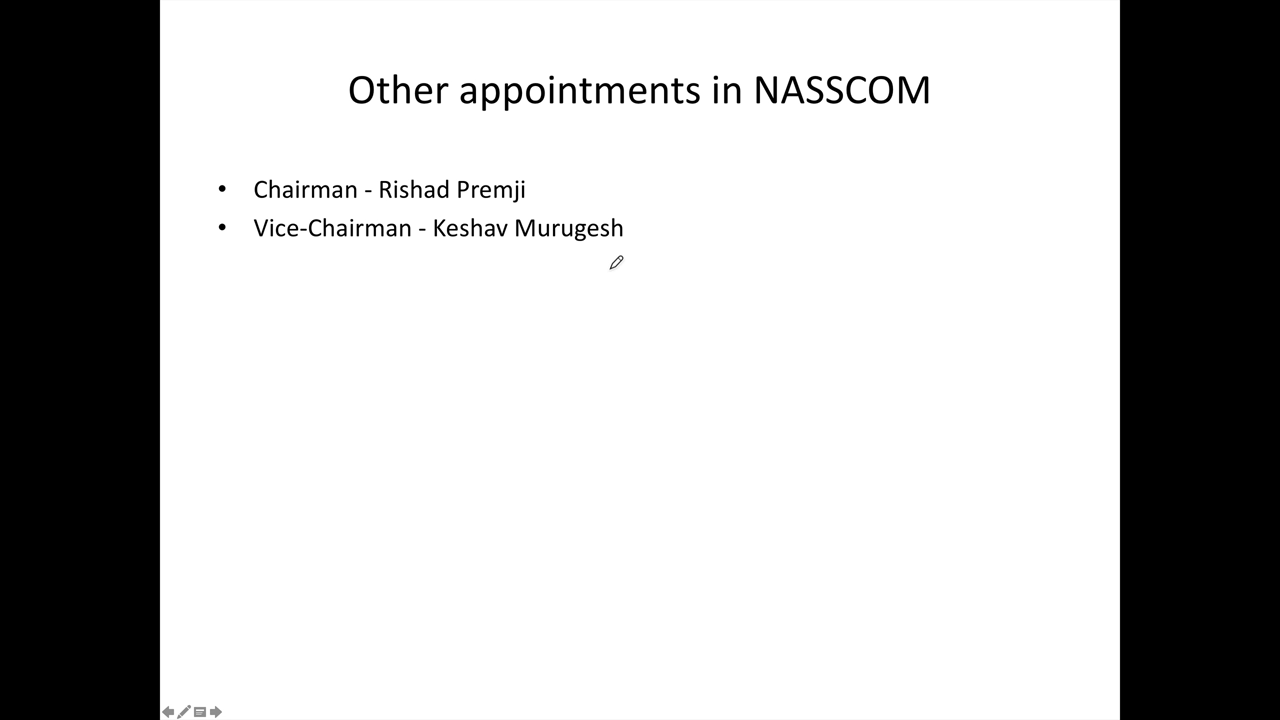 Other appointments in NASSCOM
• Chairman - Rishad Premji
• Vice-Chairman - Keshav Murugesh